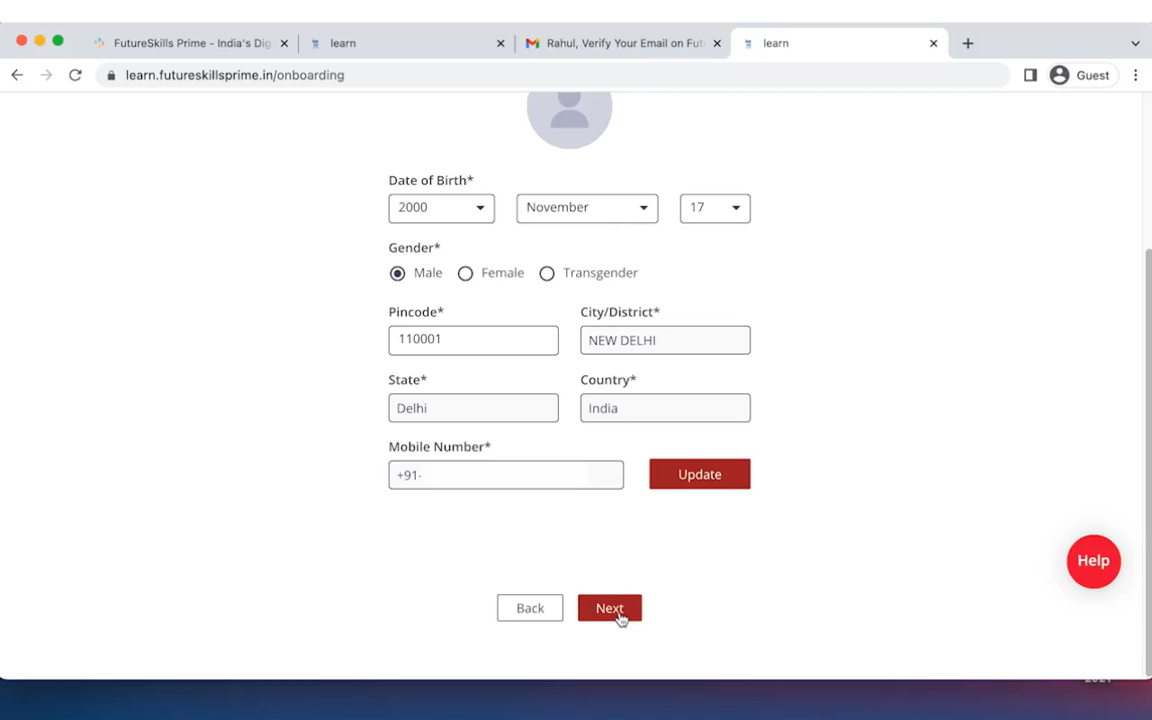 FutureSkills Prime - India's Dig
learn
Rahul, Verify Your Email on Fut
learn
learn.futureskillsprime.in/onboarding
Guest
Date of Birth*
2000 November 17
Gender*
Male Female Transgender
Pincode* City/District*
110001 NEW DELHI
State* Country*
Delhi India
Mobile Number*
+91- Update
Help
Back Next